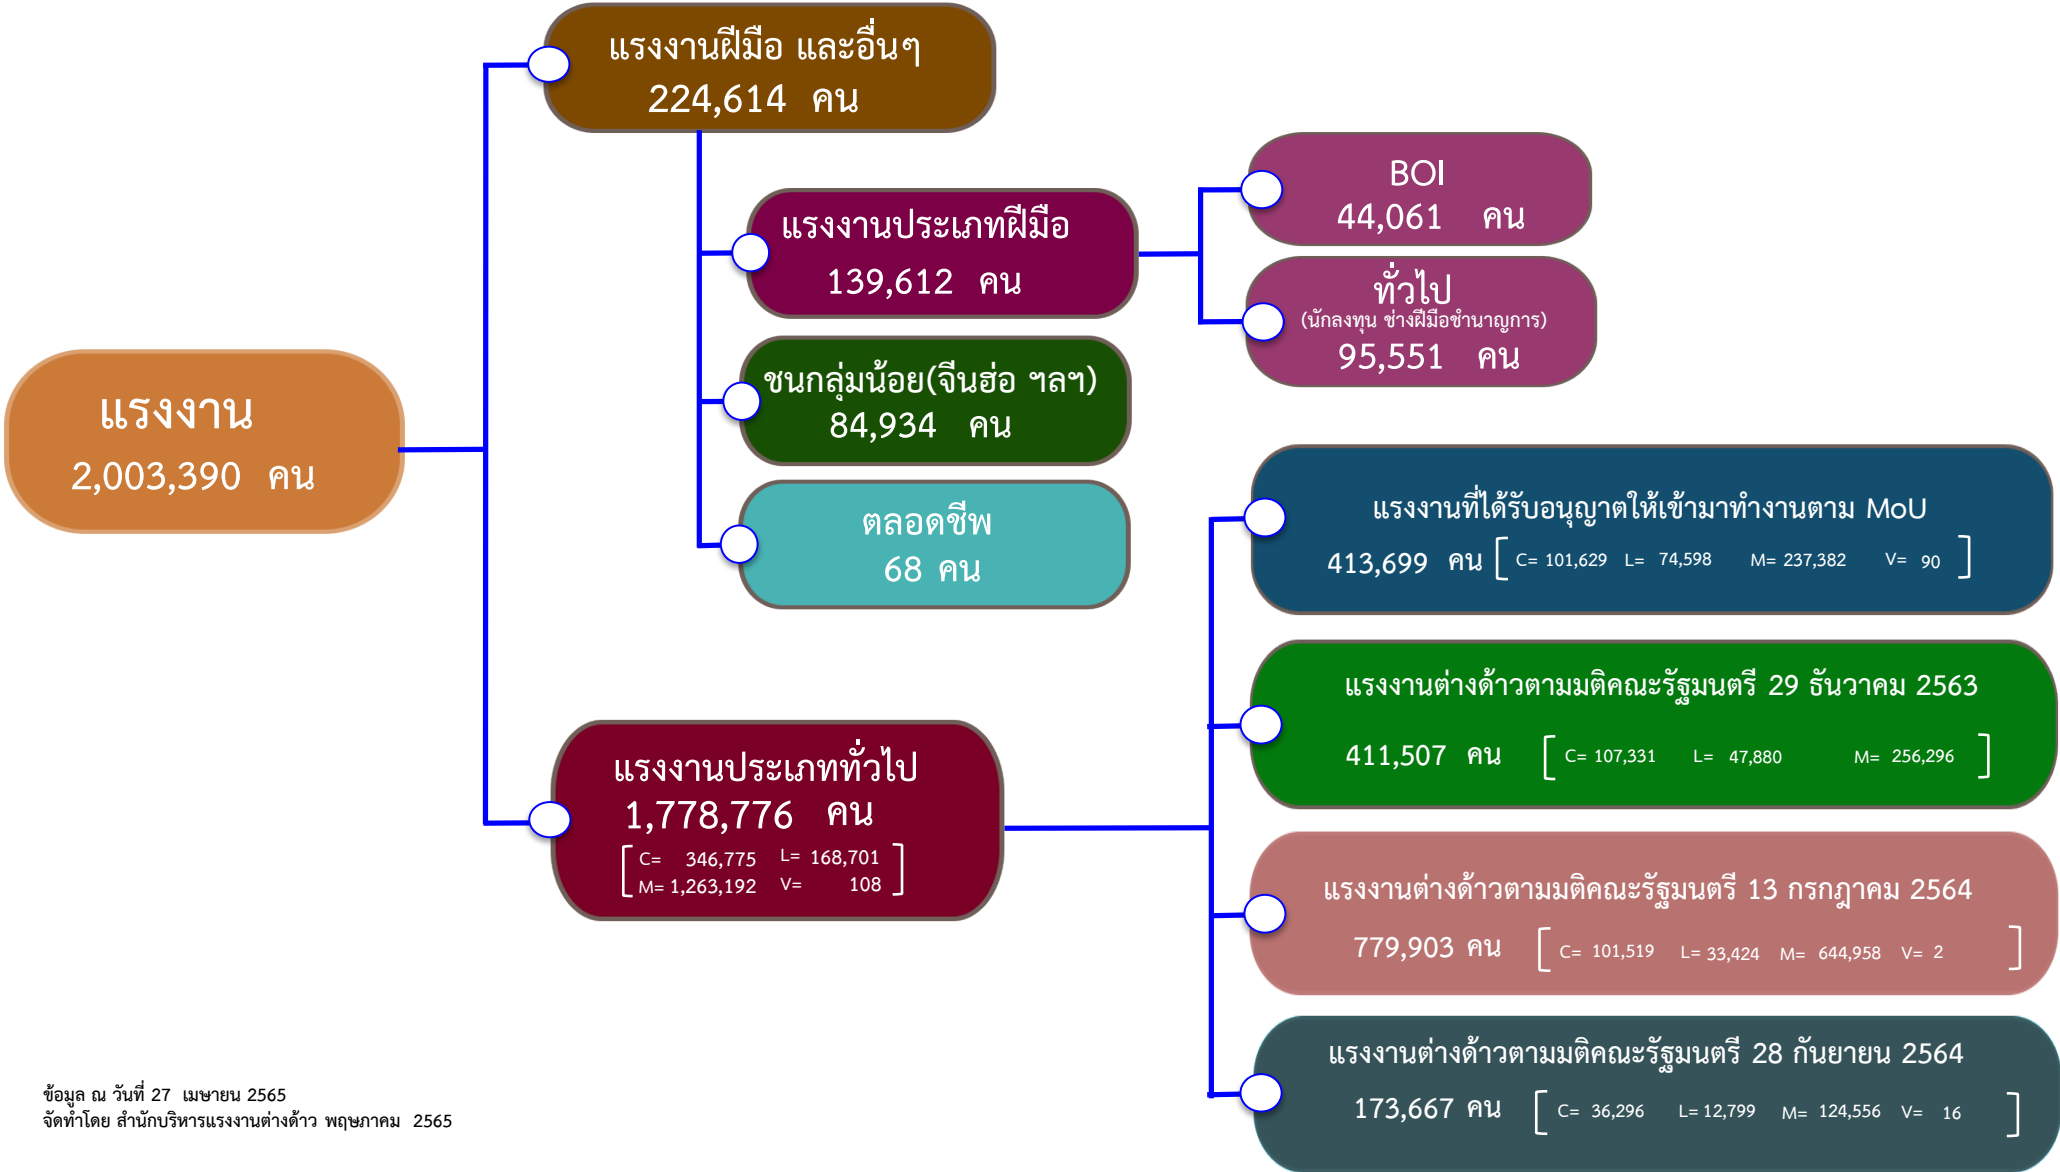 แรงงาน
2,003,390 คน
แรงงานฝีมือ และอื่นๆ
224,614 คน
แรงงานประเภทฝีมือ
139,612 คน
BOI
44,061 คน
ทั่วไป
(นักลงทุน ช่างฝีมือชำนาญการ)
95,551 คน
ชนกลุ่มน้อย(จีนฮ่อ ฯลฯ)
84,934 คน
ตลอดชีพ
68 คน
แรงงานประเภททั่วไป
1,778,776 คน
[C= 346,775 L= 168,701
M= 1,263,192 V= 108]
แรงงานที่ได้รับอนุญาตให้เข้ามาทำงานตาม MoU
413,699 คน [C= 101,629 L= 74,598 M= 237,382 V= 90]
แรงงานต่างด้าวตามมติคณะรัฐมนตรี 29 ธันวาคม 2563
411,507 คน [C= 107,331 L= 47,880 M= 256,296]
แรงงานต่างด้าวตามมติคณะรัฐมนตรี 13 กรกฎาคม 2564
779,903 คน [C= 101,519 L= 33,424 M= 644,958 V= 2]
แรงงานต่างด้าวตามมติคณะรัฐมนตรี 28 กันยายน 2564
173,667 คน [C= 36,296 L= 12,799 M= 124,556 V= 16]
ข้อมูล ณ วันที่ 27 เมษายน 2565
จัดทำโดย สำนักบริหารแรงงานต่างด้าว พฤษภาคม 2565